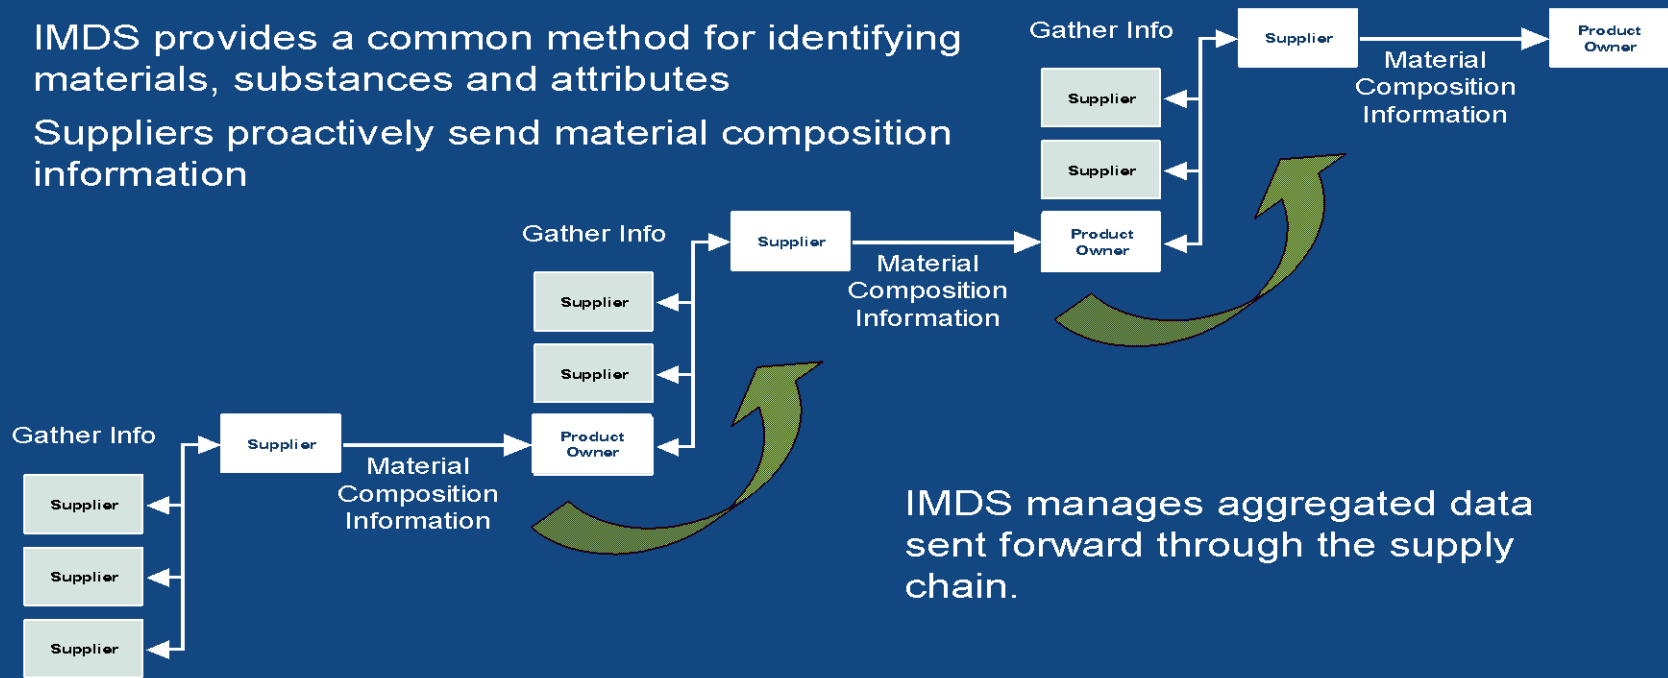 IMDS provides a common method for identifying
materials, substances and attributes
Suppliers proactively send material composition
information
Gather Info
Supplier
Product
Owner
Material
Composition
Information
Supplier
Supplier
Product
Owner
Gather Info
Supplier
Material
Composition
Information
Supplier
Supplier
Product
Owner
Gather Info
Supplier
Material
Composition
Information
Supplier
Supplier
Supplier
IMDS manages aggregated data
sent forward through the supply
chain.